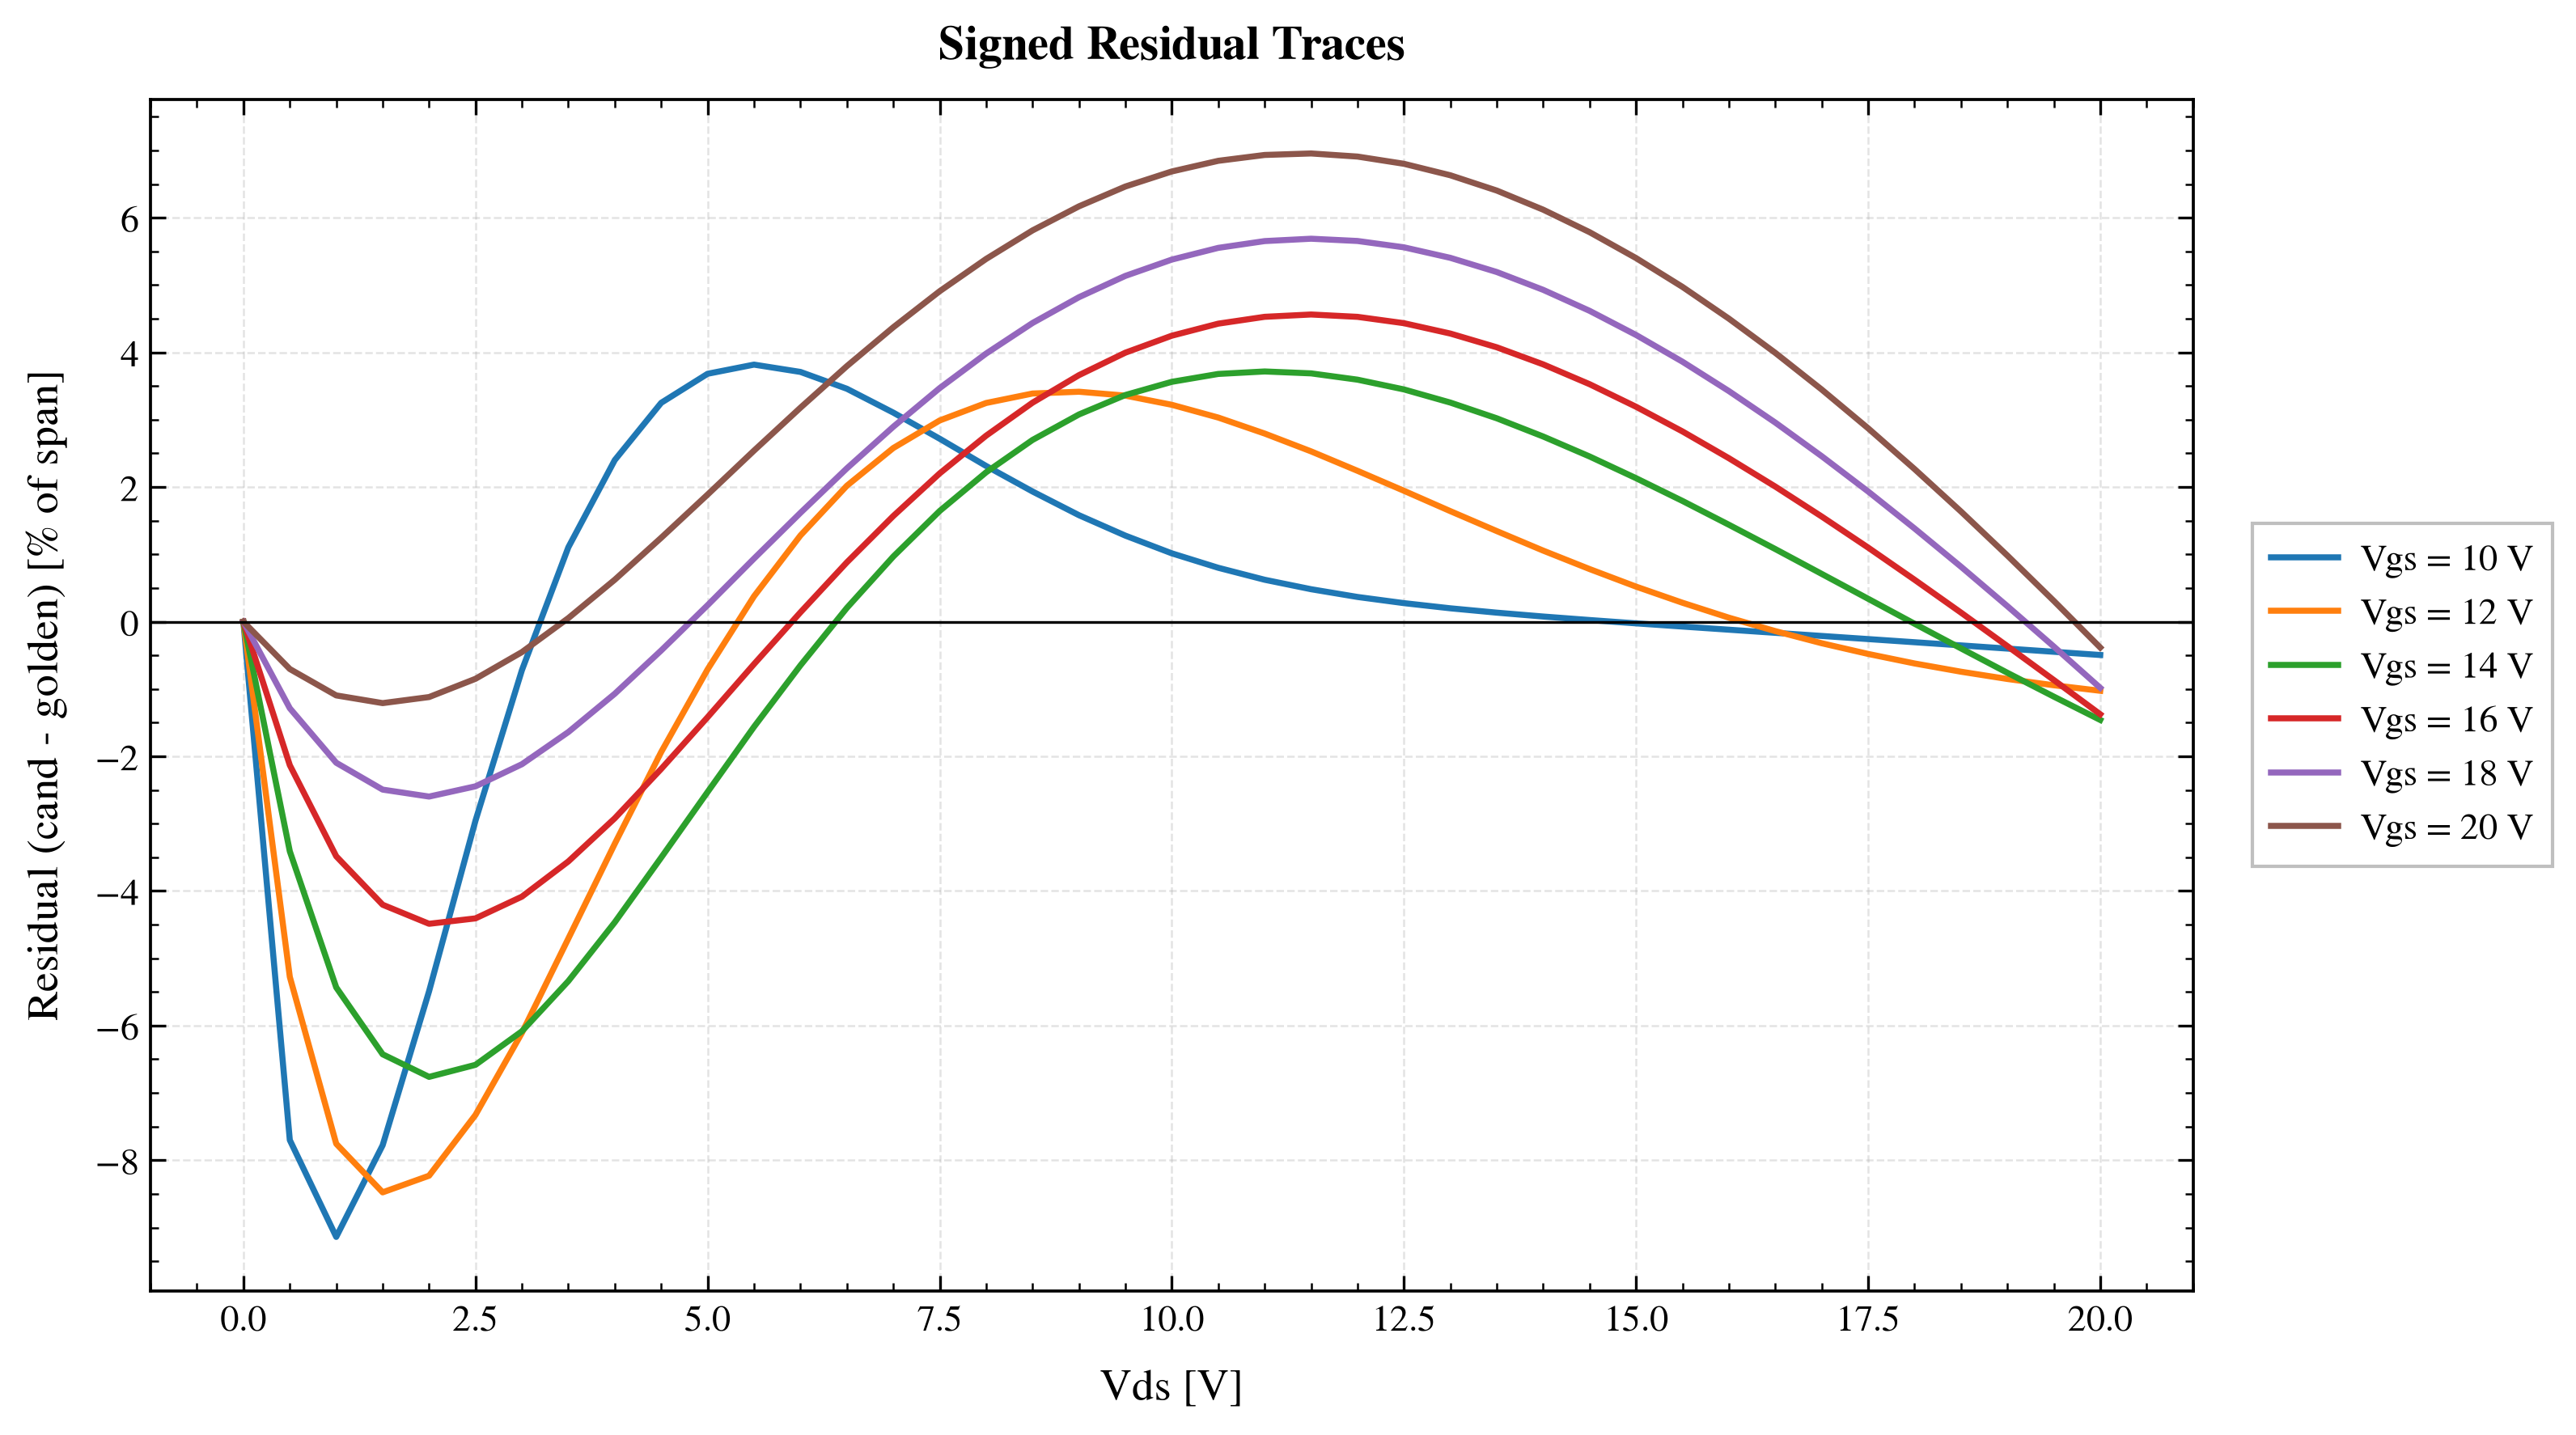 Signed Residual Traces
Residual (cand - golden) [% of span]
6
4
2
0
−2
−4
−6
−8
0.0 2.5 5.0 7.5 10.0 12.5 15.0 17.5 20.0
Vds [V]
Vgs = 10 V
Vgs = 12 V
Vgs = 14 V
Vgs = 16 V
Vgs = 18 V
Vgs = 20 V